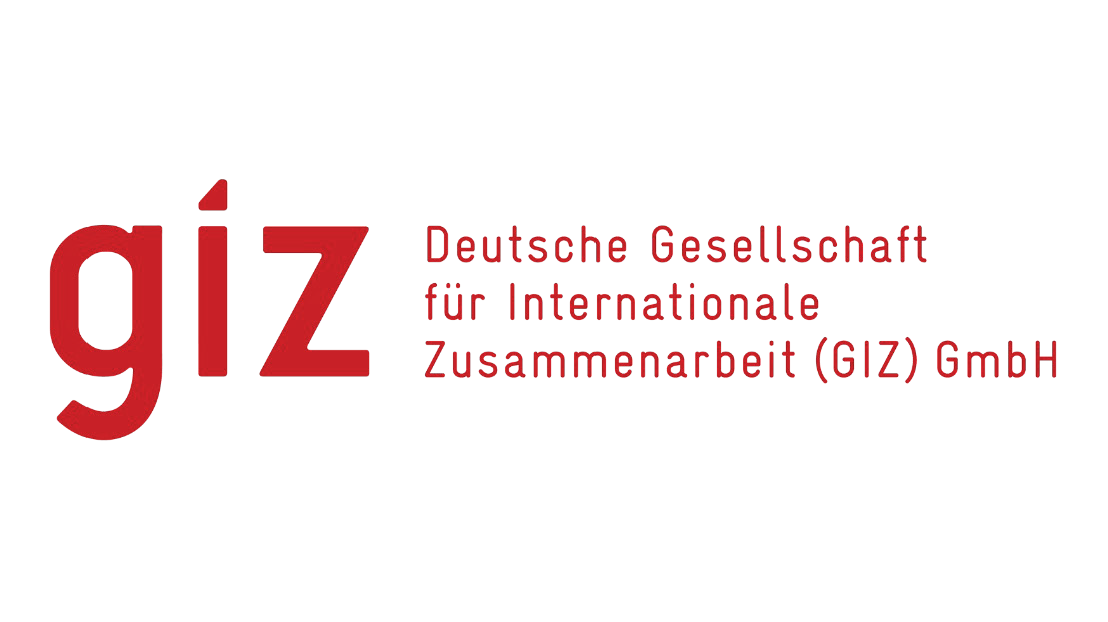 giz
Deutsche Gesellschaft
für Internationale
Zusammenarbeit (GIZ) GmbH